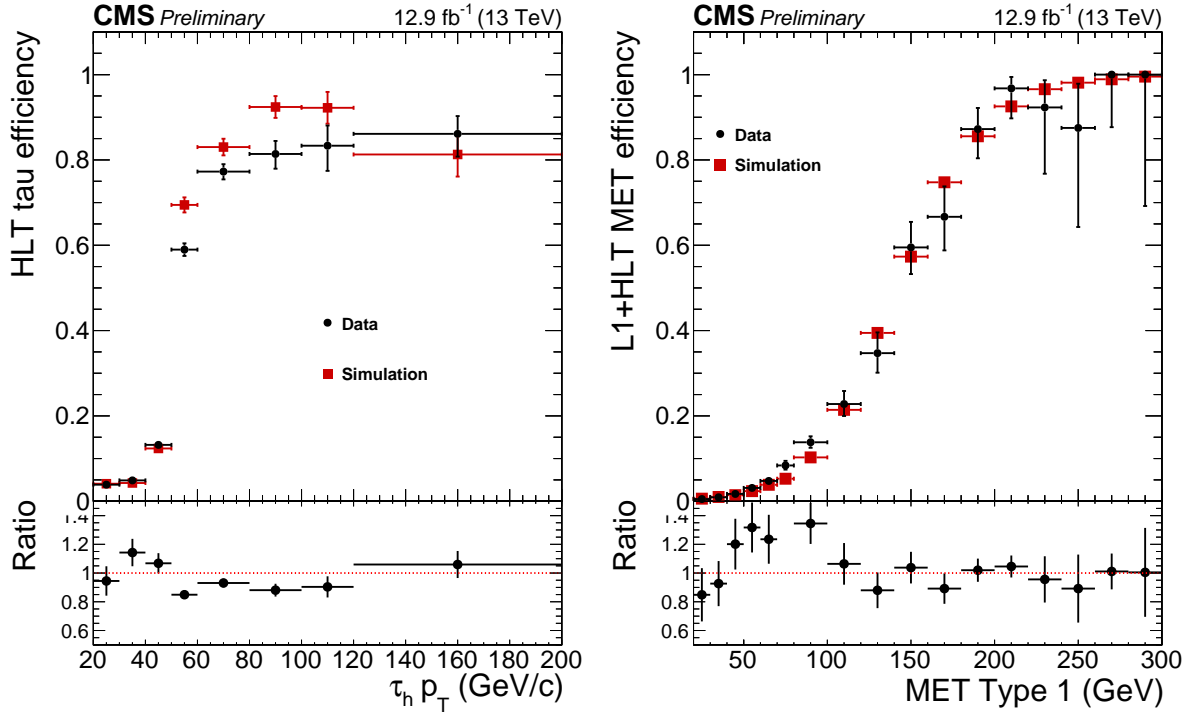 CMS Preliminary 12.9 fb⁻¹ (13 TeV)
HLT tau efficiency
1
0.8
0.6
0.4
0.2
0
Data
Simulation
Ratio
1.4
1.2
1
0.8
0.6
20 40 60 80 100 120 140 160 180 200
τh pT (GeV/c)
CMS Preliminary 12.9 fb⁻¹ (13 TeV)
L1+HLT MET efficiency
1
0.8
0.6
0.4
0.2
0
Data
Simulation
Ratio
1.4
1.2
1
0.8
0.6
50 100 150 200 250 300
MET Type 1 (GeV)